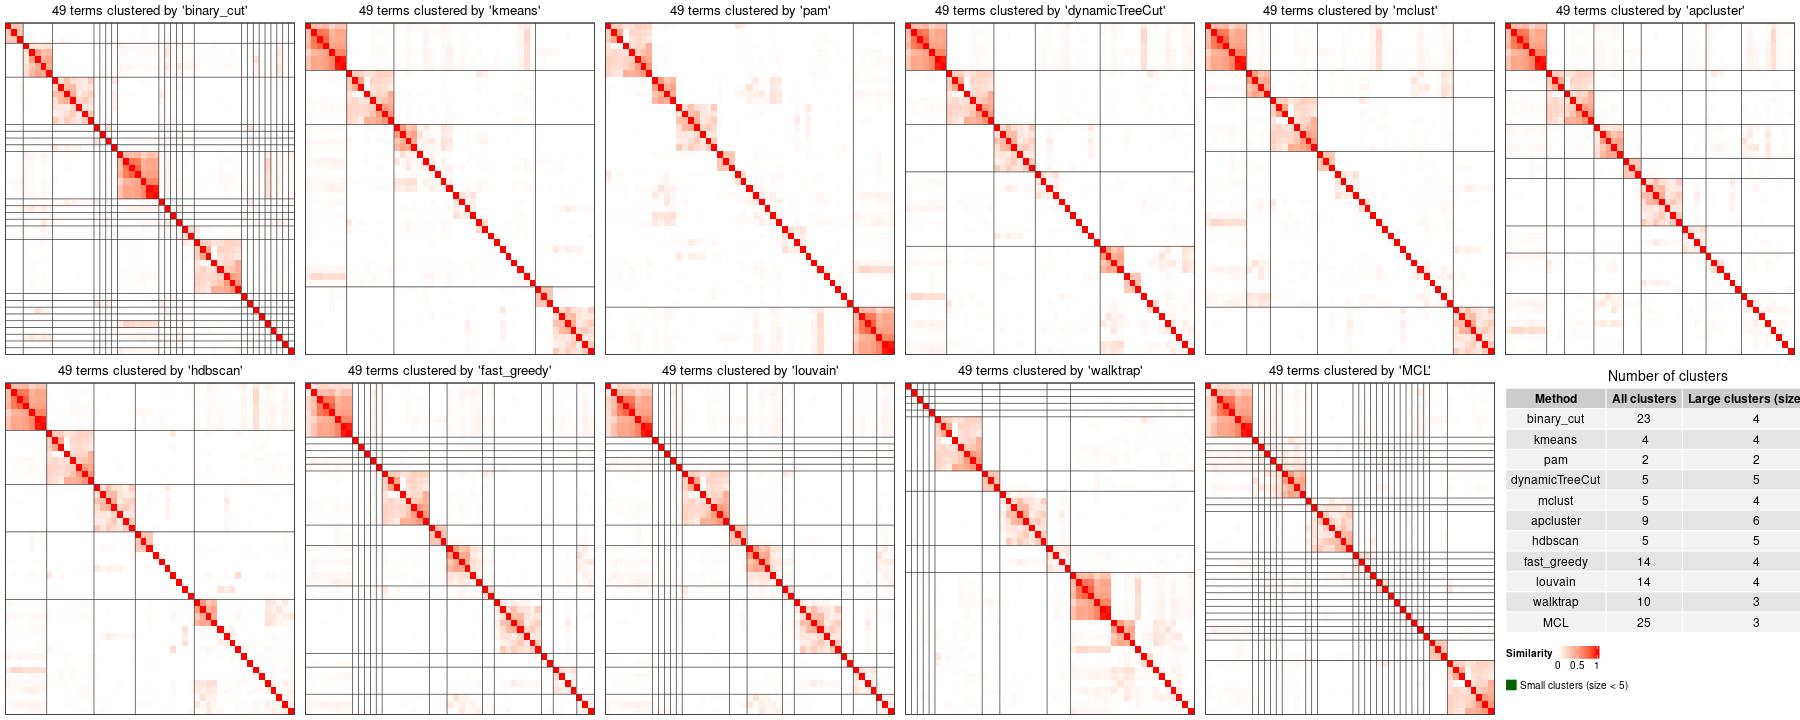 49 terms clustered by 'binary_cut'
49 terms clustered by 'kmeans'
49 terms clustered by 'pam'
49 terms clustered by 'dynamicTreeCut'
49 terms clustered by 'mclust'
49 terms clustered by 'apcluster'
49 terms clustered by 'hdbscan'
49 terms clustered by 'fast_greedy'
49 terms clustered by 'louvain'
49 terms clustered by 'walktrap'
49 terms clustered by 'MCL'
Number of clusters
Method All clusters Large clusters (size
binary_cut 23 4
kmeans 4 4
pam 2 2
dynamicTreeCut 5 5
mclust 5 4
apcluster 9 6
hdbscan 5 5
fast_greedy 14 4
louvain 14 4
walktrap 10 3
MCL 25 3
Similarity
0 0.5 1
Small clusters (size < 5)